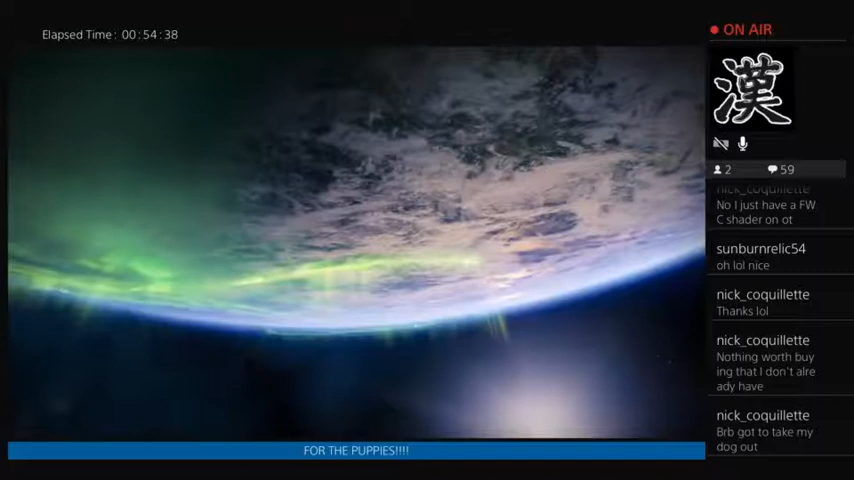 Elapsed Time: 00:54:38
ON AIR
漢
2
59
nick_coquillette
No I just have a FW
C shader on ot
sunburnrelic54
oh lol nice
nick_coquillette
Thanks lol
nick_coquillette
Nothing worth buy
ing that I don't alre
ady have
nick_coquillette
Brb got to take my
dog out
FOR THE PUPPIES!!!!